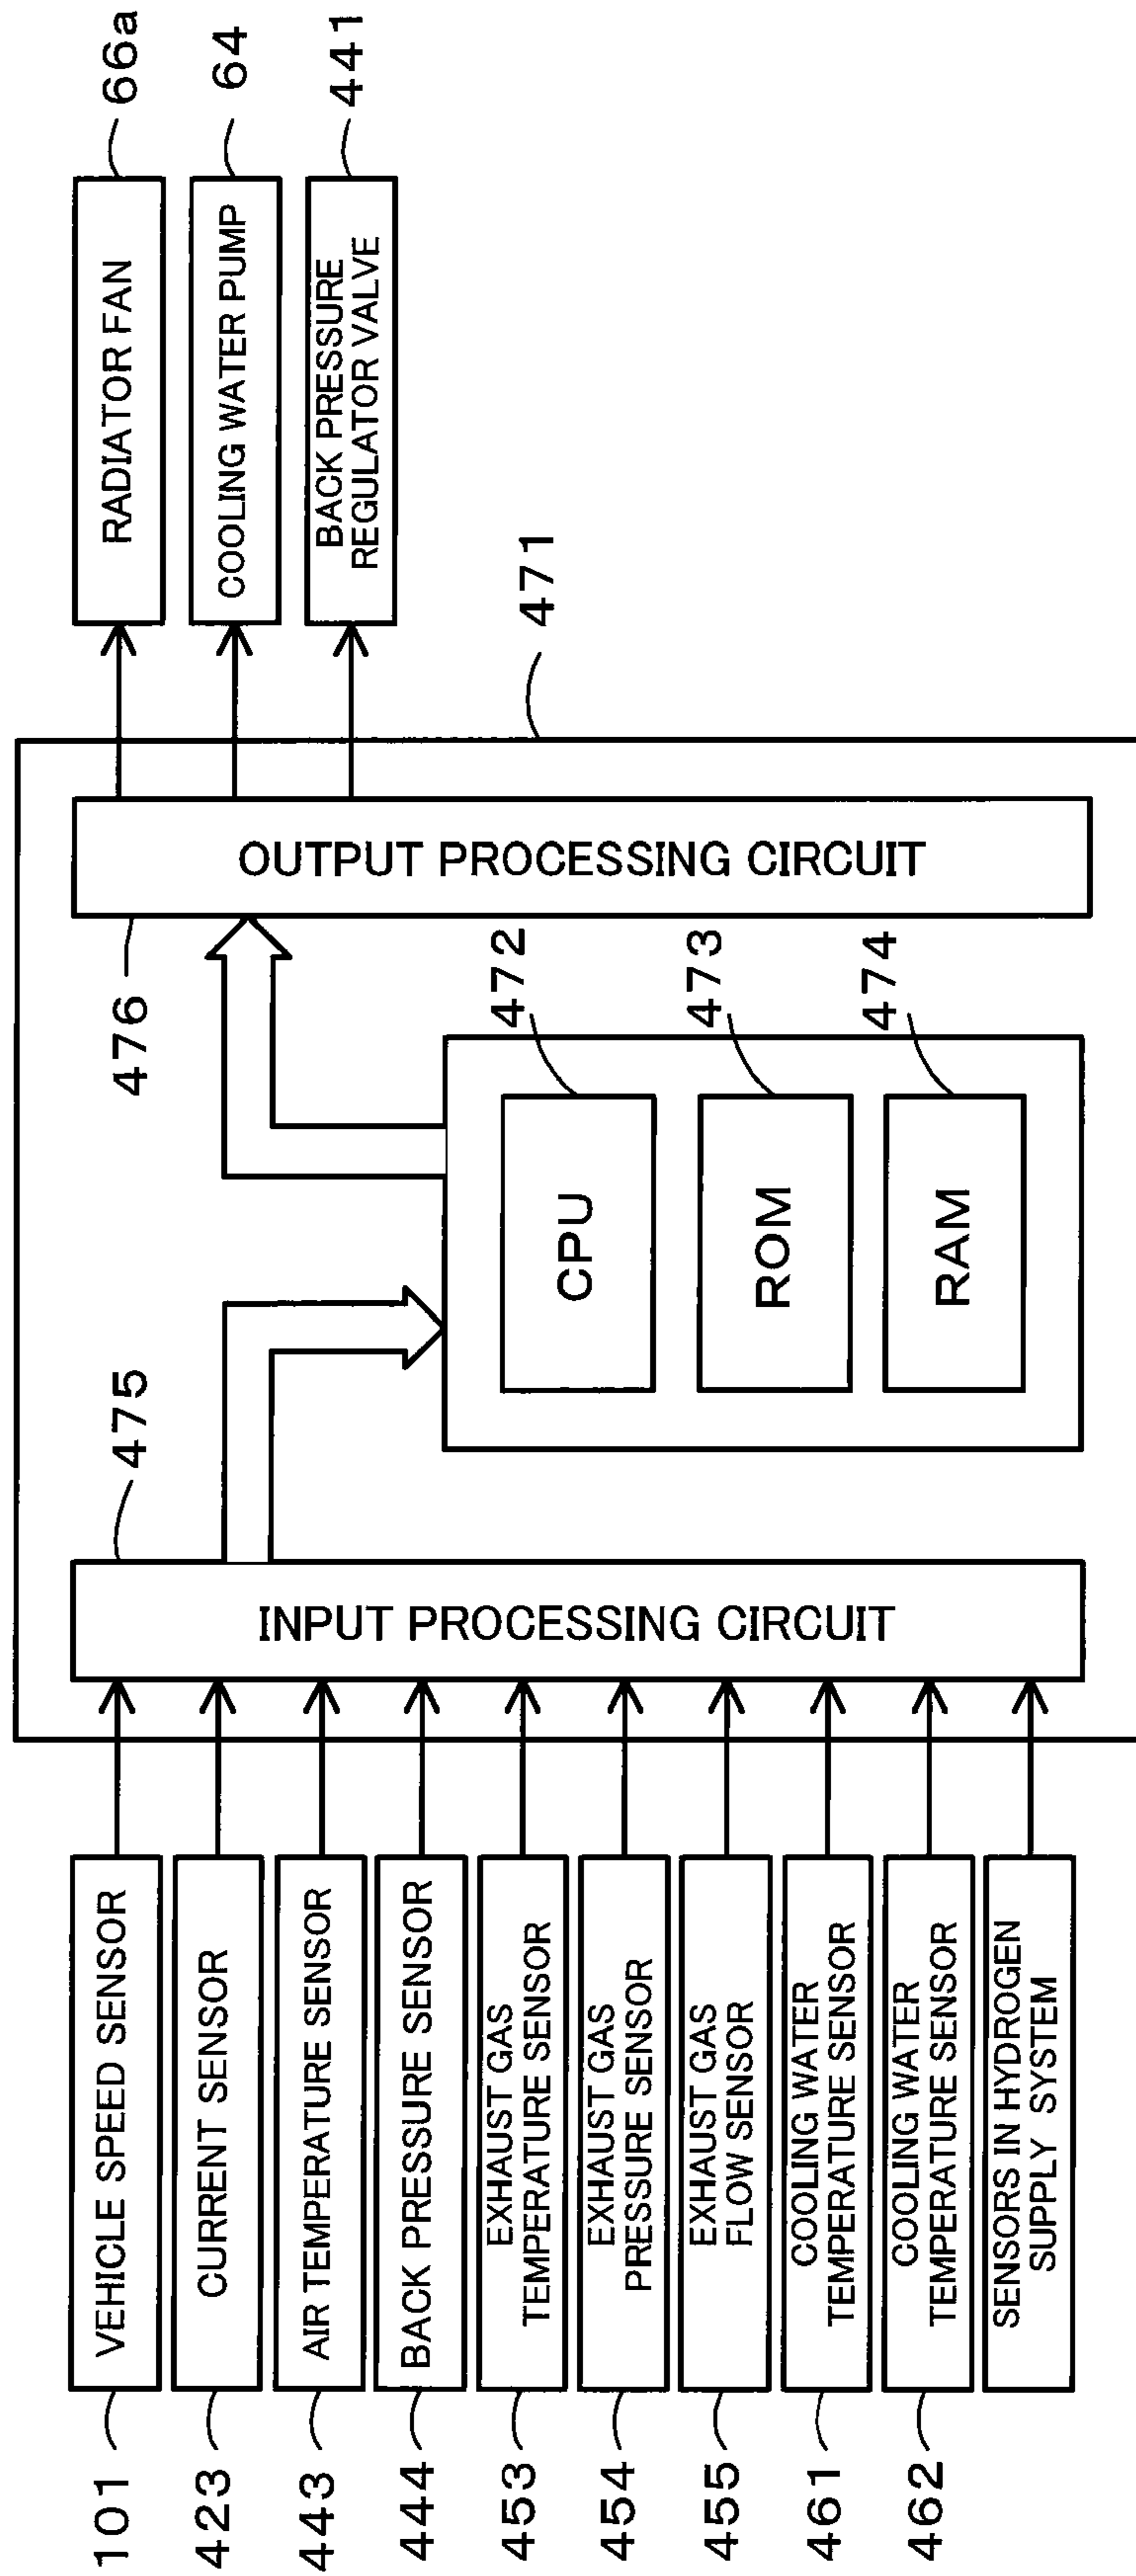 101
VEHICLE SPEED SENSOR
423
CURRENT SENSOR
443
AIR TEMPERATURE SENSOR
444
BACK PRESSURE SENSOR
453
EXHAUST GAS
TEMPERATURE SENSOR
454
EXHAUST GAS
PRESSURE SENSOR
455
EXHAUST GAS
FLOW SENSOR
461
COOLING WATER
TEMPERATURE SENSOR
462
COOLING WATER
TEMPERATURE SENSOR
SENSORS IN HYDROGEN
SUPPLY SYSTEM
475
INPUT PROCESSING CIRCUIT
CPU
472
ROM
473
RAM
474
476
OUTPUT PROCESSING CIRCUIT
471
RADIATOR FAN
66a
COOLING WATER PUMP
64
BACK PRESSURE
REGULATOR VALVE
441